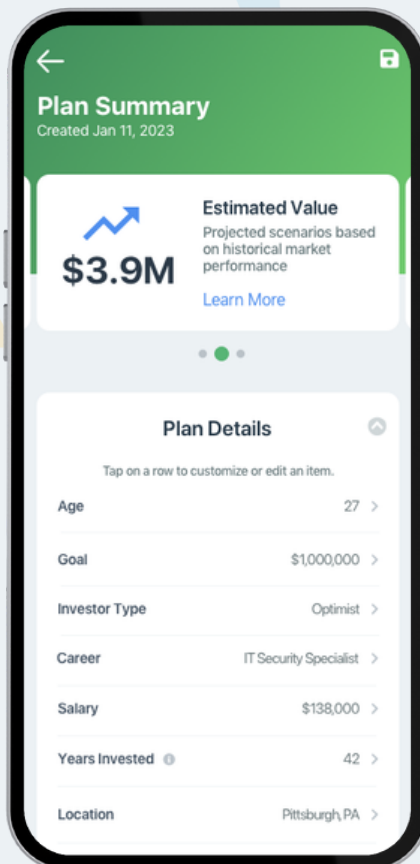 Plan Summary
Created Jan 11, 2023
$3.9M
Estimated Value
Projected scenarios based
on historical market
performance
Learn More
Plan Details
Tap on a row to customize or edit an item.
Age 27
Goal $1,000,000
Investor Type Optimist
Career IT Security Specialist
Salary $138,000
Years Invested 42
Location Pittsburgh, PA